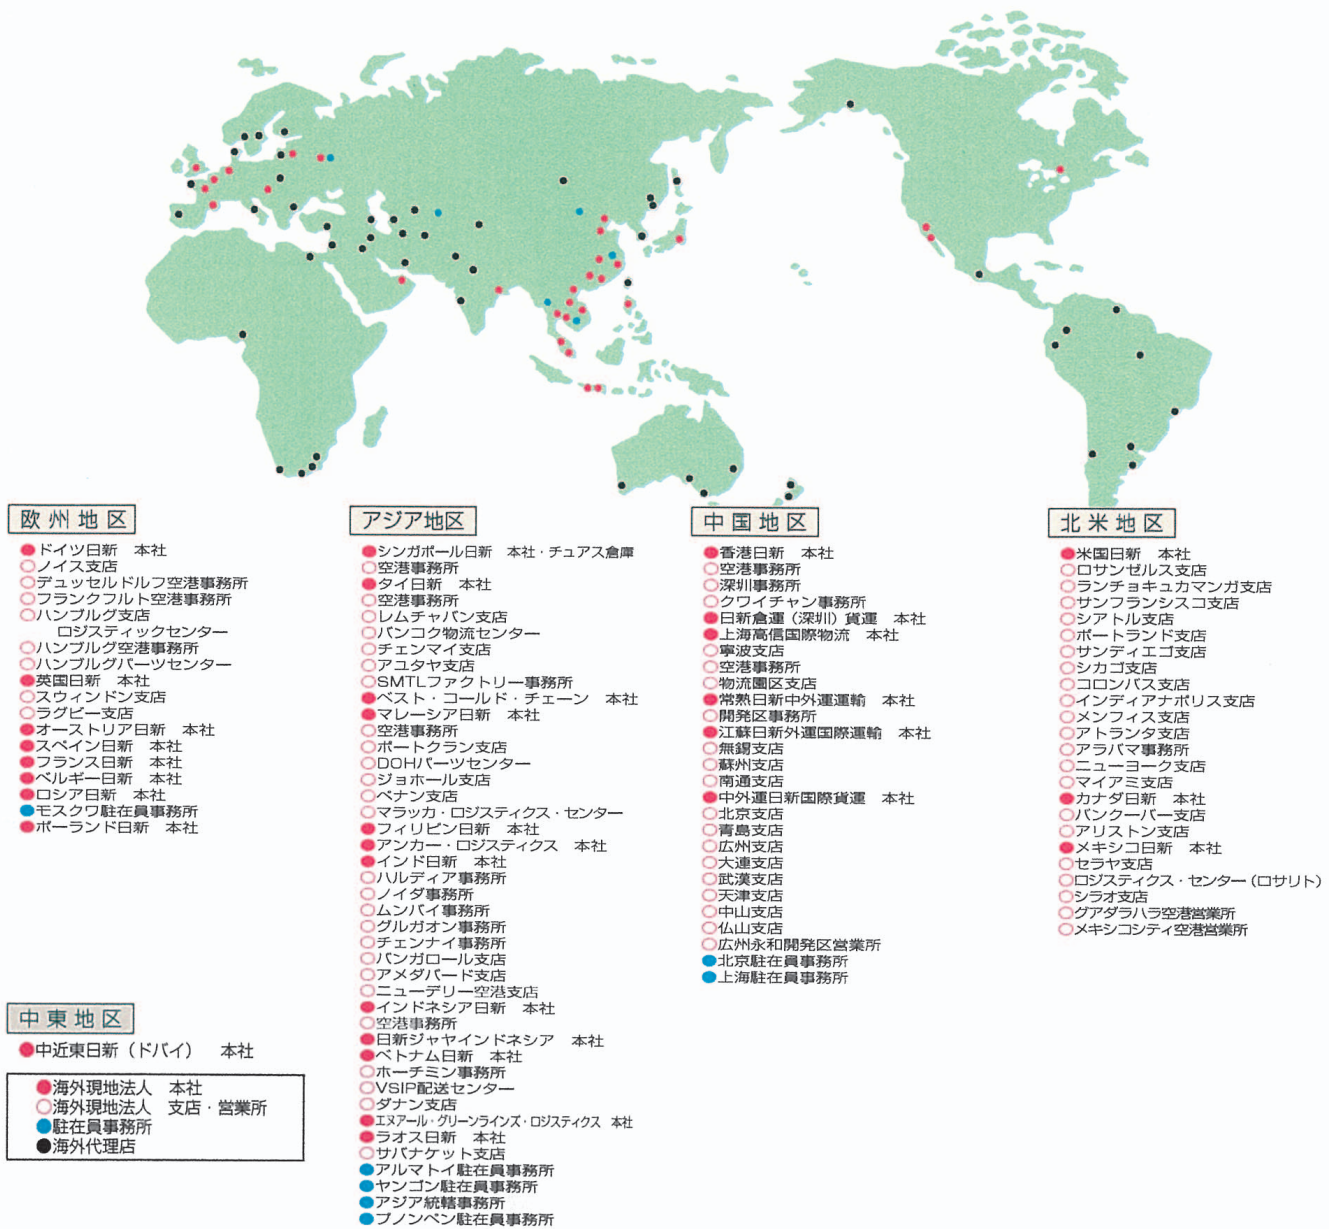 欧州地区
ドイツ日新　本社
ノイス支店
デュッセルドルフ空港事務所
フランクフルト空港事務所
ハンブルグ支店
ロジスティックセンター
ハンブルグ空港事務所
ハンブルグパーツセンター
英国日新　本社
スウィンドン支店
ラグビー支店
オーストリア日新　本社
スペイン日新　本社
フランス日新　本社
ベルギー日新　本社
ロシア日新　本社
モスクワ駐在員事務所
ポーランド日新　本社
中東地区
中近東日新（ドバイ）　本社
海外現地法人　本社
海外現地法人　支店・営業所
駐在員事務所
海外代理店
アジア地区
シンガポール日新　本社・チュアス倉庫
空港事務所
タイ日新　本社
空港事務所
レムチャバン支店
バンコク物流センター
チェンマイ支店
アユタヤ支店
SMTLファクトリー事務所
ベスト・コールド・チェーン　本社
マレーシア日新　本社
空港事務所
ポートクラン支店
DOHパーツセンター
ジョホール支店
ペナン支店
マラッカ・ロジスティクス・センター
フィリピン日新　本社
アンカー・ロジスティクス　本社
インド日新　本社
ハルディア事務所
ノイダ事務所
ムンバイ事務所
グルガオン事務所
チェンナイ事務所
バンガロール支店
アメダバード支店
ニューデリー空港支店
インドネシア日新　本社
空港事務所
日新ジャヤインドネシア　本社
ベトナム日新　本社
ホーチミン事務所
VSIP配送センター
ダナン支店
エヌアール・グリーンラインズ・ロジスティクス　本社
ラオス日新　本社
サバナケット支店
アルマトイ駐在員事務所
ヤンゴン駐在員事務所
アジア統轄事務所
プノンペン駐在員事務所
中国地区
香港日新　本社
空港事務所
深圳事務所
クワイチャン事務所
日新倉運（深圳）貨運　本社
上海高信国際物流　本社
寧波支店
空港事務所
物流園区支店
常熟日新中外運運輸　本社
開発区事務所
江蘇日新外運国際運輸　本社
無錫支店
蘇州支店
南通支店
中外運日新国際貨運　本社
北京支店
青島支店
広州支店
大連支店
武漢支店
天津支店
中山支店
仏山支店
広州永和開発区営業所
北京駐在員事務所
上海駐在員事務所
北米地区
米国日新　本社
ロサンゼルス支店
ランチョキュカマンガ支店
サンフランシスコ支店
シアトル支店
ポートランド支店
サンディエゴ支店
シカゴ支店
コロンバス支店
インディアナポリス支店
メンフィス支店
アトランタ支店
アラバマ事務所
ニューヨーク支店
マイアミ支店
カナダ日新　本社
バンクーバー支店
アリストン支店
メキシコ日新　本社
セラヤ支店
ロジスティクス・センター（ロサリト）
シラオ支店
グアダラハラ空港営業所
メキシコシティ空港営業所